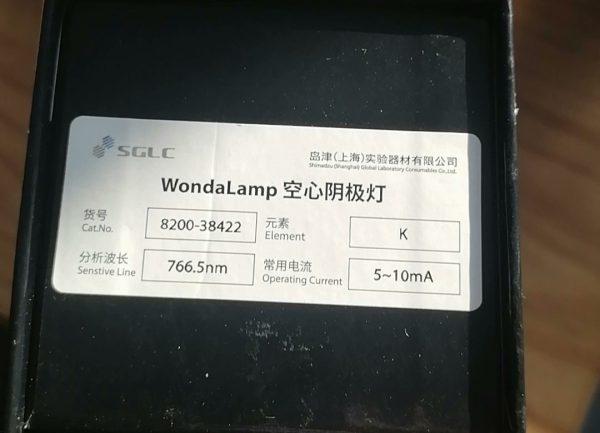 SGLC
岛津(上海)实验器材有限公司
Shimadzu (Shanghai) Global Laboratory Consumables Co.,Ltd.
WondaLamp 空心阴极灯
货号 8200-38422 元素 K
Cat.No. Element
分析波长 766.5nm 常用电流 5~10mA
Senstive Line Operating Current